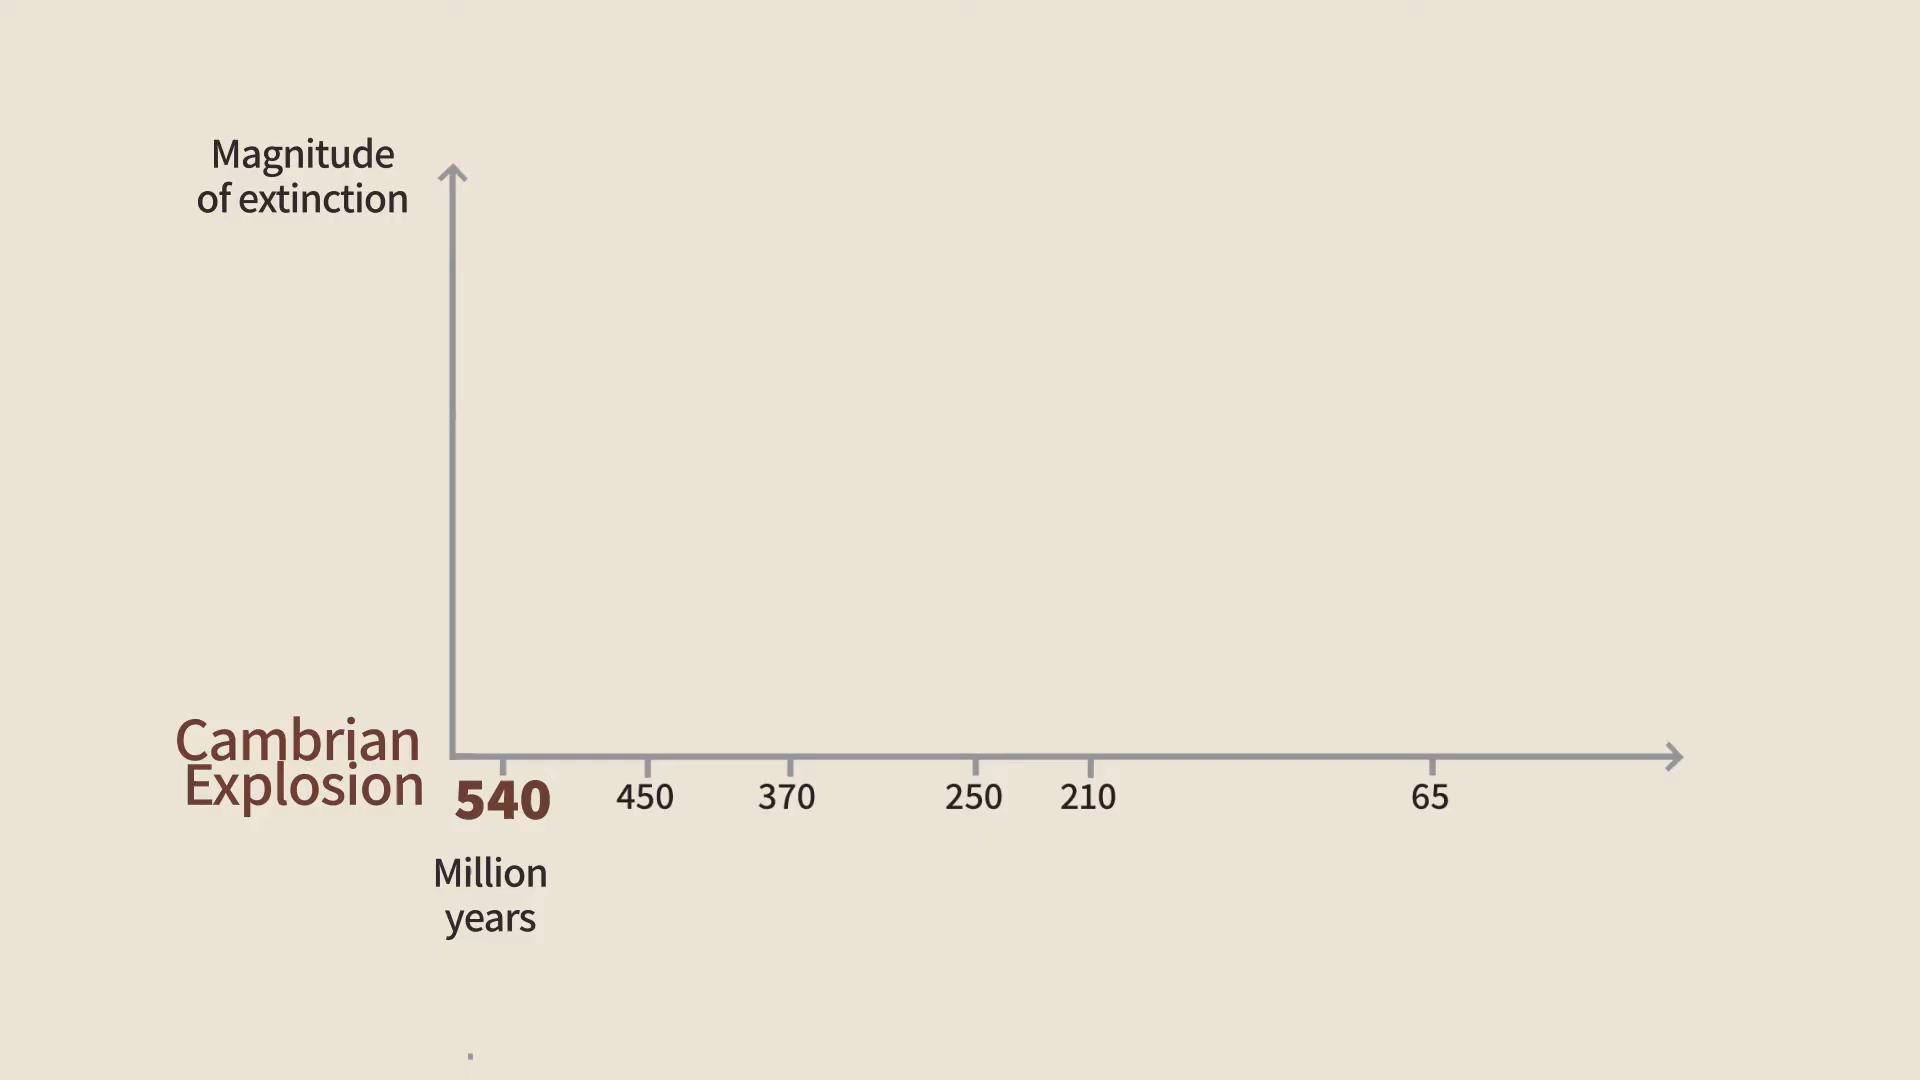 Magnitude
of extinction
Cambrian
Explosion
540 450 370 250 210 65
Million
years